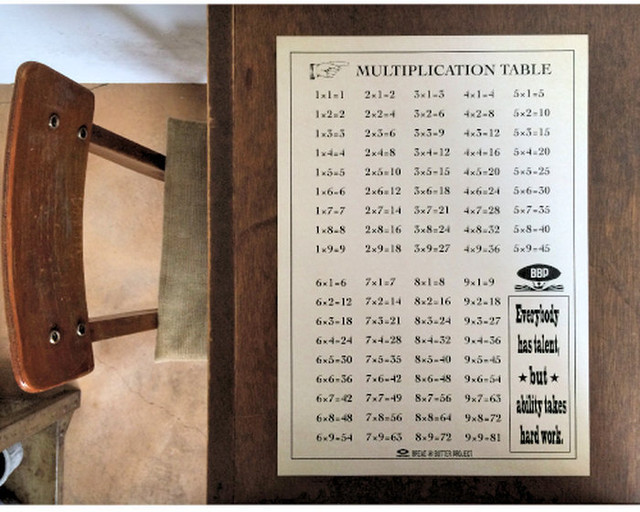 MULTIPLICATION TABLE
1×1=1 2×1=2 3×1=3 4×1=4 5×1=5
1×2=2 2×2=4 3×2=6 4×2=8 5×2=10
1×3=3 2×3=6 3×3=9 4×3=12 5×3=15
1×4=4 2×4=8 3×4=12 4×4=16 5×4=20
1×5=5 2×5=10 3×5=15 4×5=20 5×5=25
1×6=6 2×6=12 3×6=18 4×6=24 5×6=30
1×7=7 2×7=14 3×7=21 4×7=28 5×7=35
1×8=8 2×8=16 3×8=24 4×8=32 5×8=40
1×9=9 2×9=18 3×9=27 4×9=36 5×9=45
6×1=6 7×1=7 8×1=8 9×1=9
6×2=12 7×2=14 8×2=16 9×2=18
6×3=18 7×3=21 8×3=24 9×3=27
6×4=24 7×4=28 8×4=32 9×4=36
6×5=30 7×5=35 8×5=40 9×5=45
6×6=36 7×6=42 8×6=48 9×6=54
6×7=42 7×7=49 8×7=56 9×7=63
6×8=48 7×8=56 8×8=64 9×8=72
6×9=54 7×9=63 8×9=72 9×9=81
BBP
Everybody
has talent,
★ but ★
ability takes
hard work.
BREAD & BUTTER PROJECT